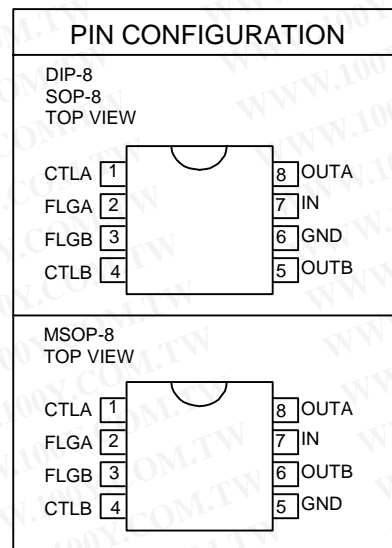 PIN CONFIGURATION
DIP-8
SOP-8
TOP VIEW
CTLA 1 8 OUTA
FLGA 2 7 IN
FLGB 3 6 GND
CTLB 4 5 OUTB
MSOP-8
TOP VIEW
CTLA 1 8 OUTA
FLGA 2 7 IN
FLGB 3 6 OUTB
CTLB 4 5 GND